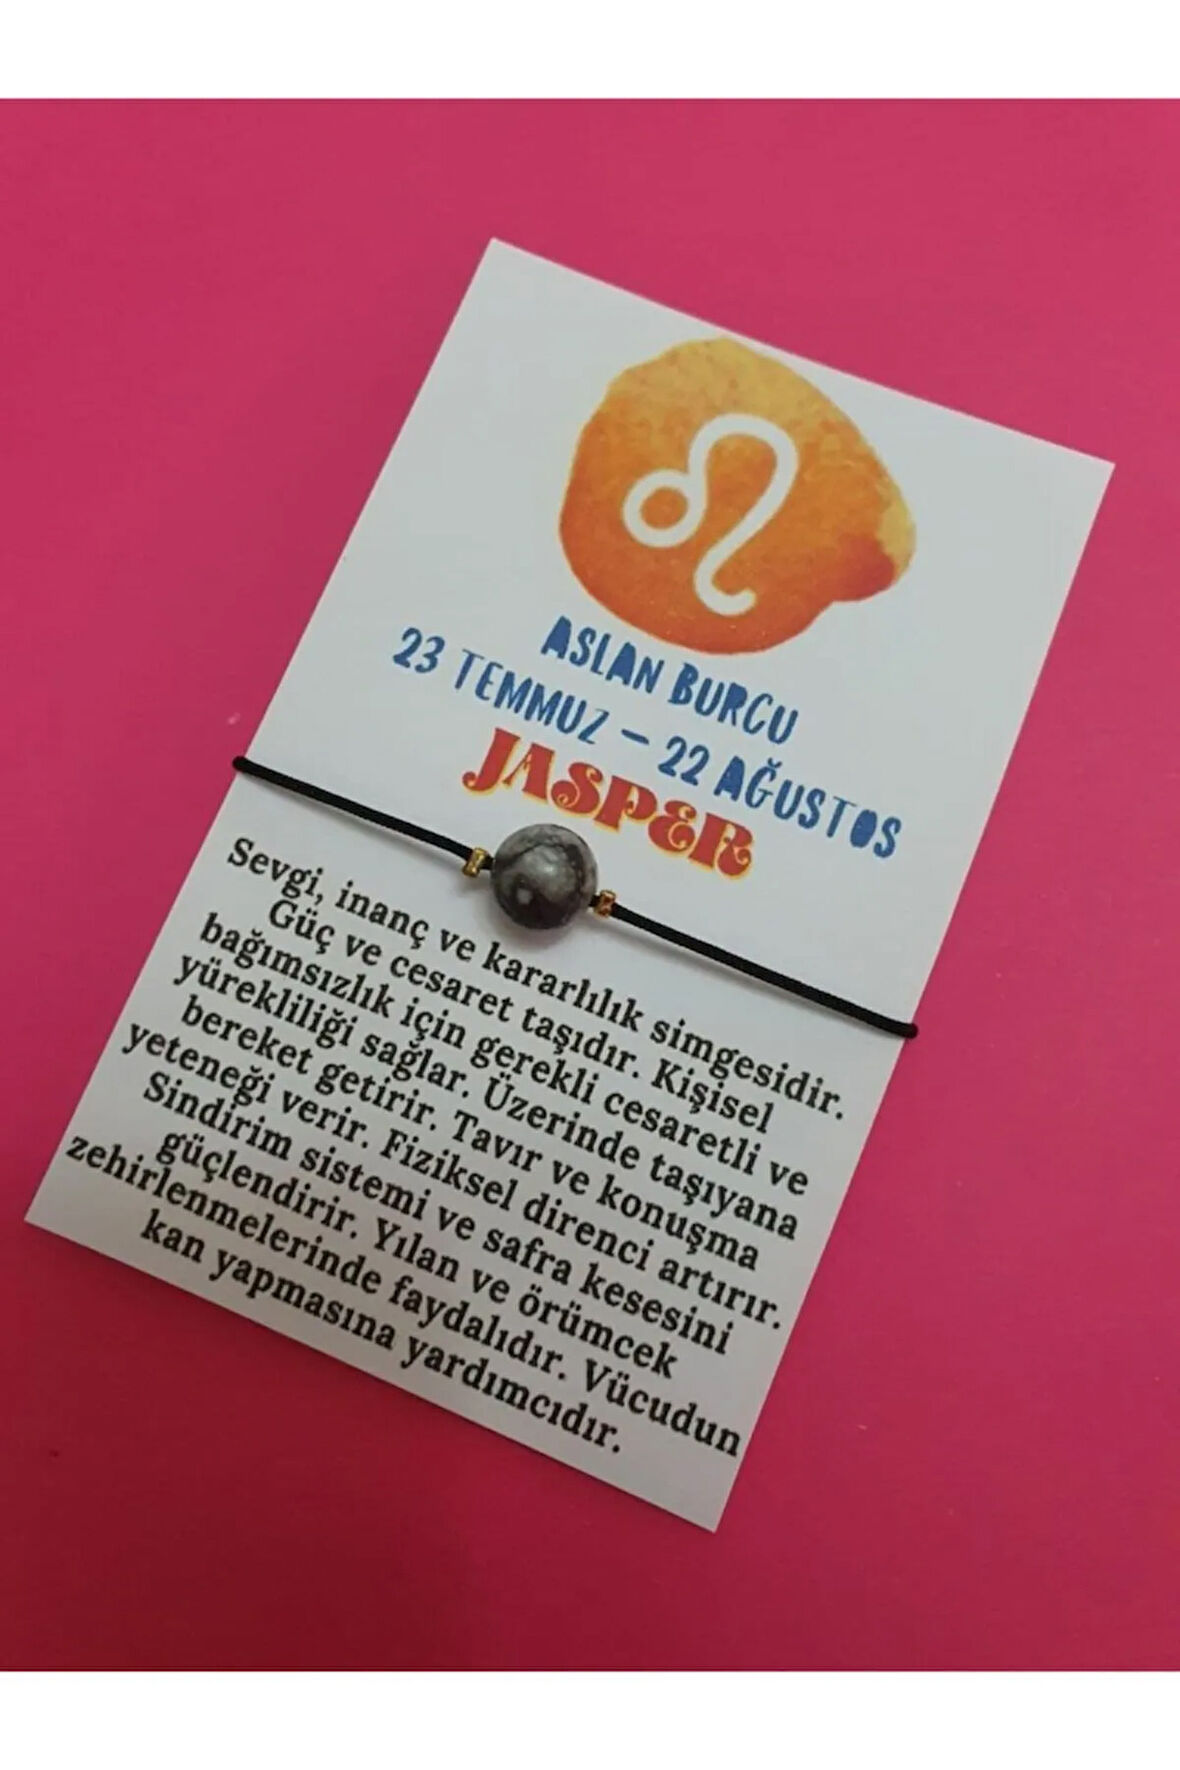 ASLAN BURCU
23 TEMMUZ – 22 AĞUSTOS
JASPER
Sevgi, inanç ve kararlılık simgesidir.
Güç ve cesaret taşıdır. Kişisel
bağımsızlık için gerekli cesaretli ve
yürekliliği sağlar. Üzerinde taşıyana
bereket getirir. Tavır ve konuşma
yeteneği verir. Fiziksel direnci artırır.
Sindirim sistemi ve safra kesesini
güçlendirir. Yılan ve örümcek
zehirlenmelerinde faydalıdır. Vücudun
kan yapmasına yardımcıdır.